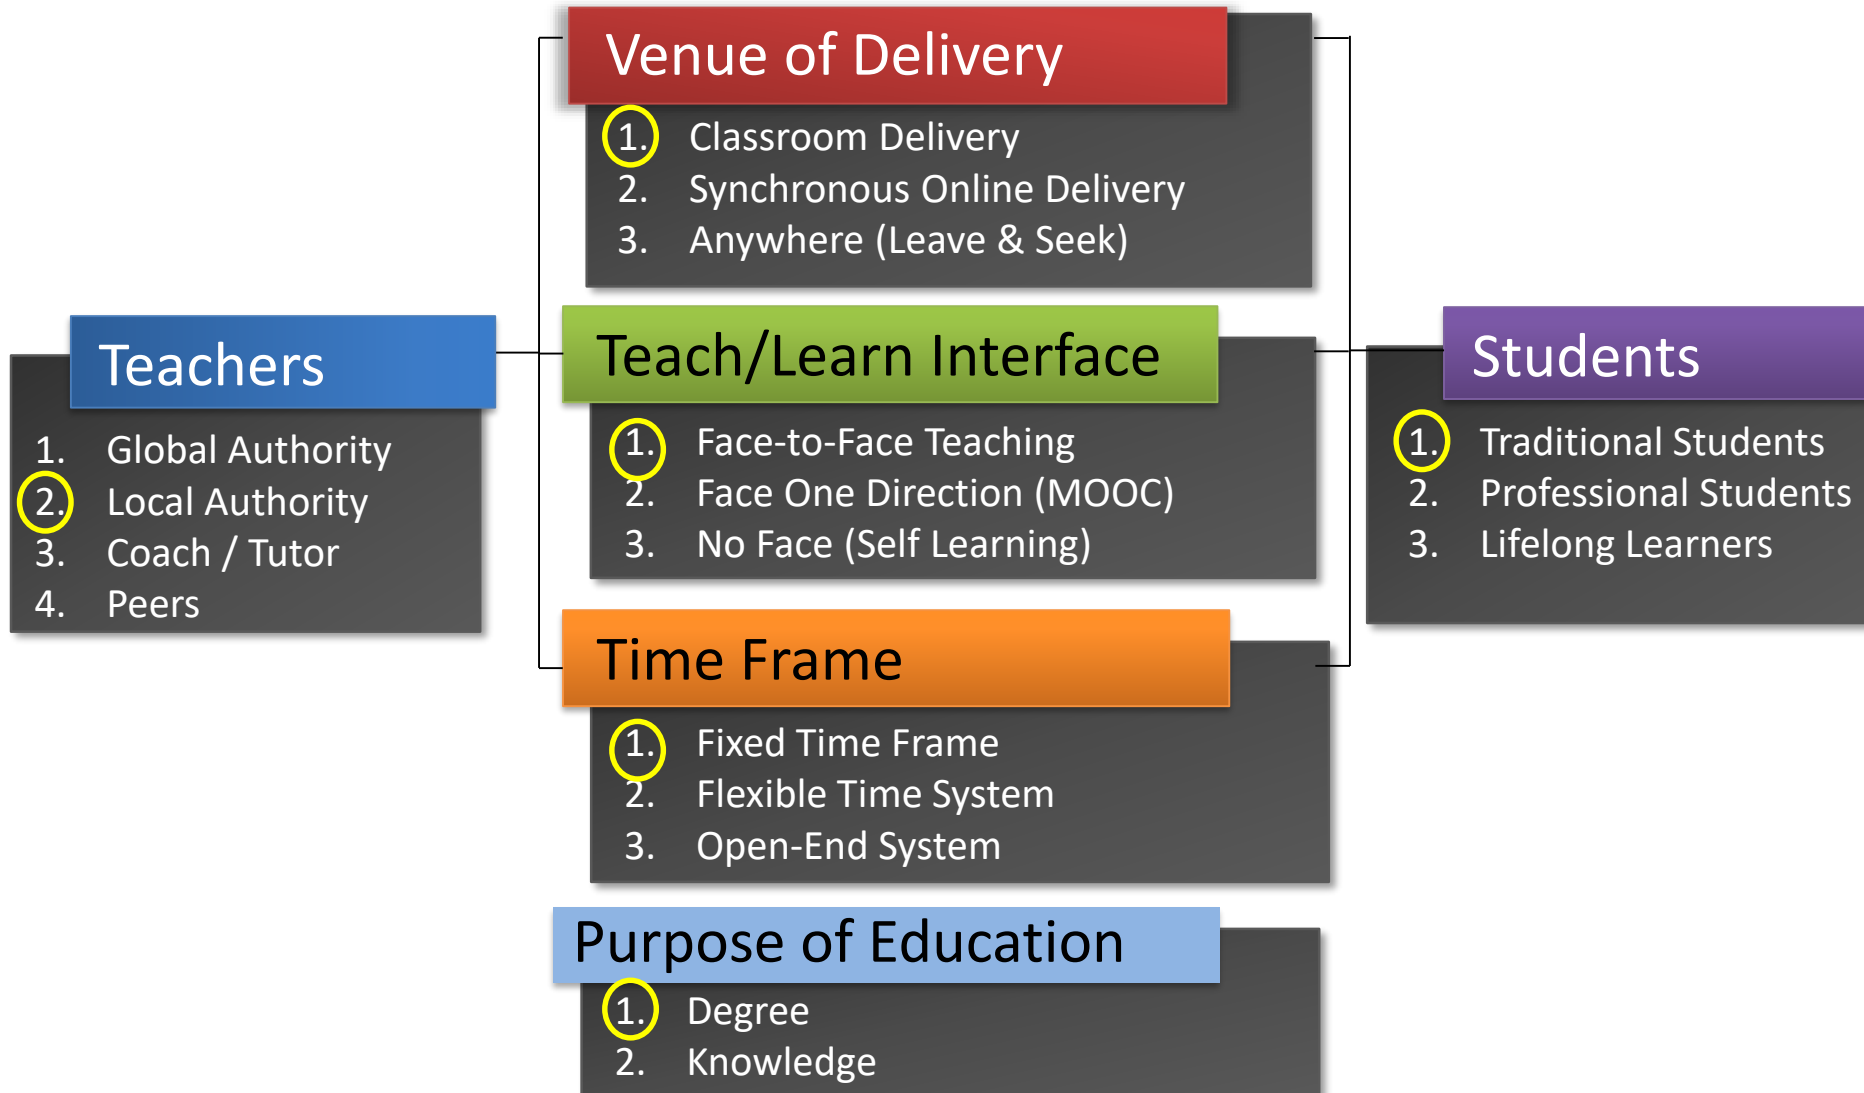 Venue of Delivery
1. Classroom Delivery
2. Synchronous Online Delivery
3. Anywhere (Leave & Seek)
Teachers
1. Global Authority
2. Local Authority
3. Coach / Tutor
4. Peers
Teach/Learn Interface
1. Face-to-Face Teaching
2. Face One Direction (MOOC)
3. No Face (Self Learning)
Students
1. Traditional Students
2. Professional Students
3. Lifelong Learners
Time Frame
1. Fixed Time Frame
2. Flexible Time System
3. Open-End System
Purpose of Education
1. Degree
2. Knowledge